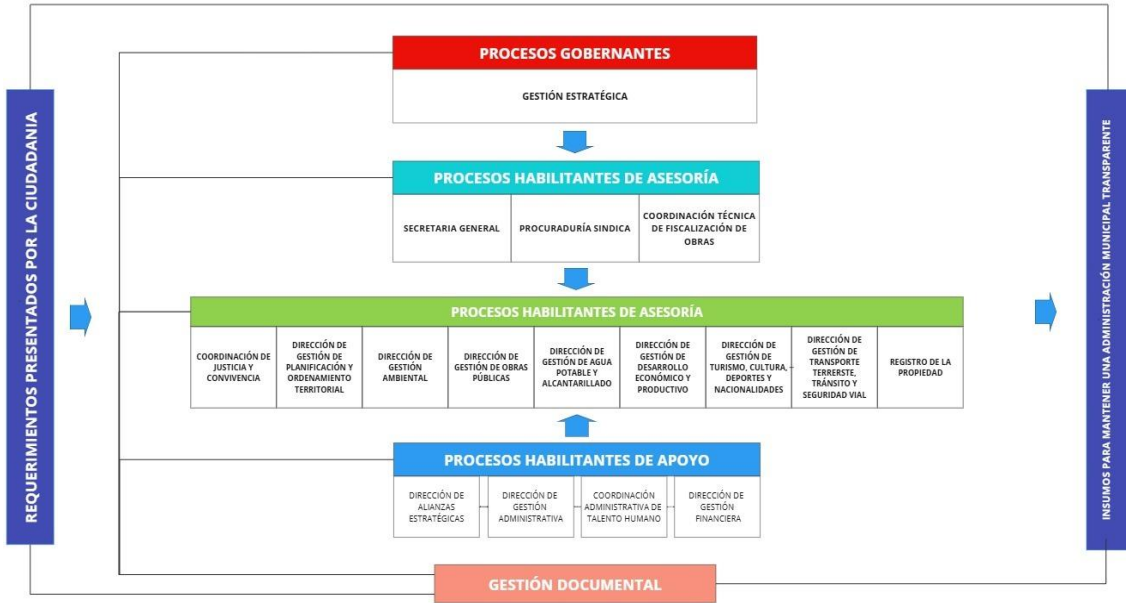 REQUERIMIENTOS PRESENTADOS POR LA CIUDADANIA
PROCESOS GOBERNANTES
GESTIÓN ESTRATÉGICA
PROCESOS HABILITANTES DE ASESORÍA
SECRETARIA GENERAL
PROCURADURÍA SINDICA
COORDINACIÓN TÉCNICA
DE FISCALIZACIÓN DE
OBRAS
PROCESOS HABILITANTES DE ASESORÍA
COORDINACIÓN DE
JUSTICIA Y
CONVIVENCIA
DIRECCIÓN DE
GESTIÓN DE
PLANIFICACIÓN Y
ORDENAMIENTO
TERRITORIAL
DIRECCIÓN DE
GESTIÓN
AMBIENTAL
DIRECCIÓN DE
GESTIÓN DE OBRAS
PÚBLICAS
DIRECCIÓN DE
GESTIÓN DE AGUA
POTABLE Y
ALCANTARILLADO
DIRECCIÓN DE
GESTIÓN DE
DESARROLLO
ECONÓMICO Y
PRODUCTIVO
DIRECCIÓN DE
GESTIÓN DE
TURISMO, CULTURA,
DEPORTES Y
NACIONALIDADES
DIRECCIÓN DE
GESTIÓN DE
TRANSPORTE
TERRERSTE,
TRÁNSITO Y
SEGURIDAD VIAL
REGISTRO DE LA
PROPIEDAD
PROCESOS HABILITANTES DE APOYO
DIRECCIÓN DE
ALIANZAS
ESTRATÉGICAS
DIRECCIÓN DE
GESTIÓN
ADMINISTRATIVA
COORDINACIÓN
ADMINISTRATIVA DE
TALENTO HUMANO
DIRECCIÓN DE
GESTIÓN
FINANCIERA
GESTIÓN DOCUMENTAL
INSUMOS PARA MANTENER UNA ADMINISTRACIÓN MUNICIPAL TRANSPARENTE